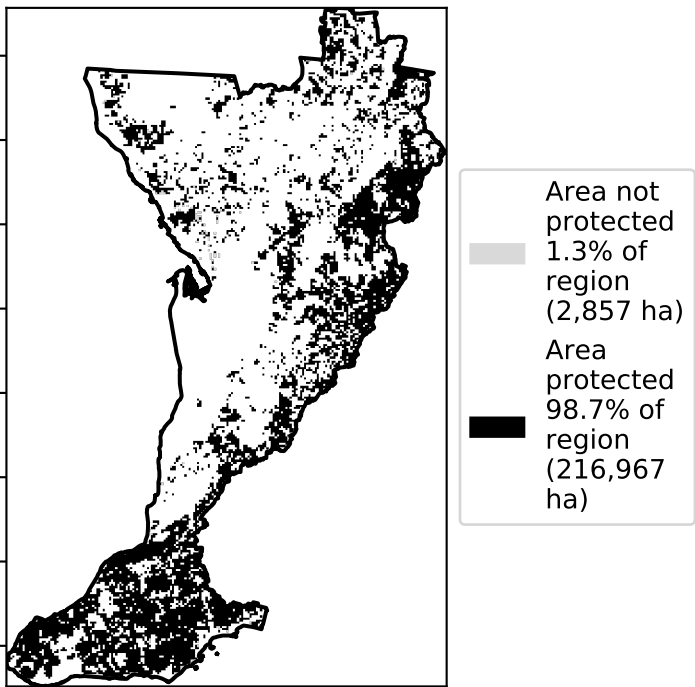 Area not
protected
1.3% of
region
(2,857 ha)
Area
protected
98.7% of
region
(216,967
ha)